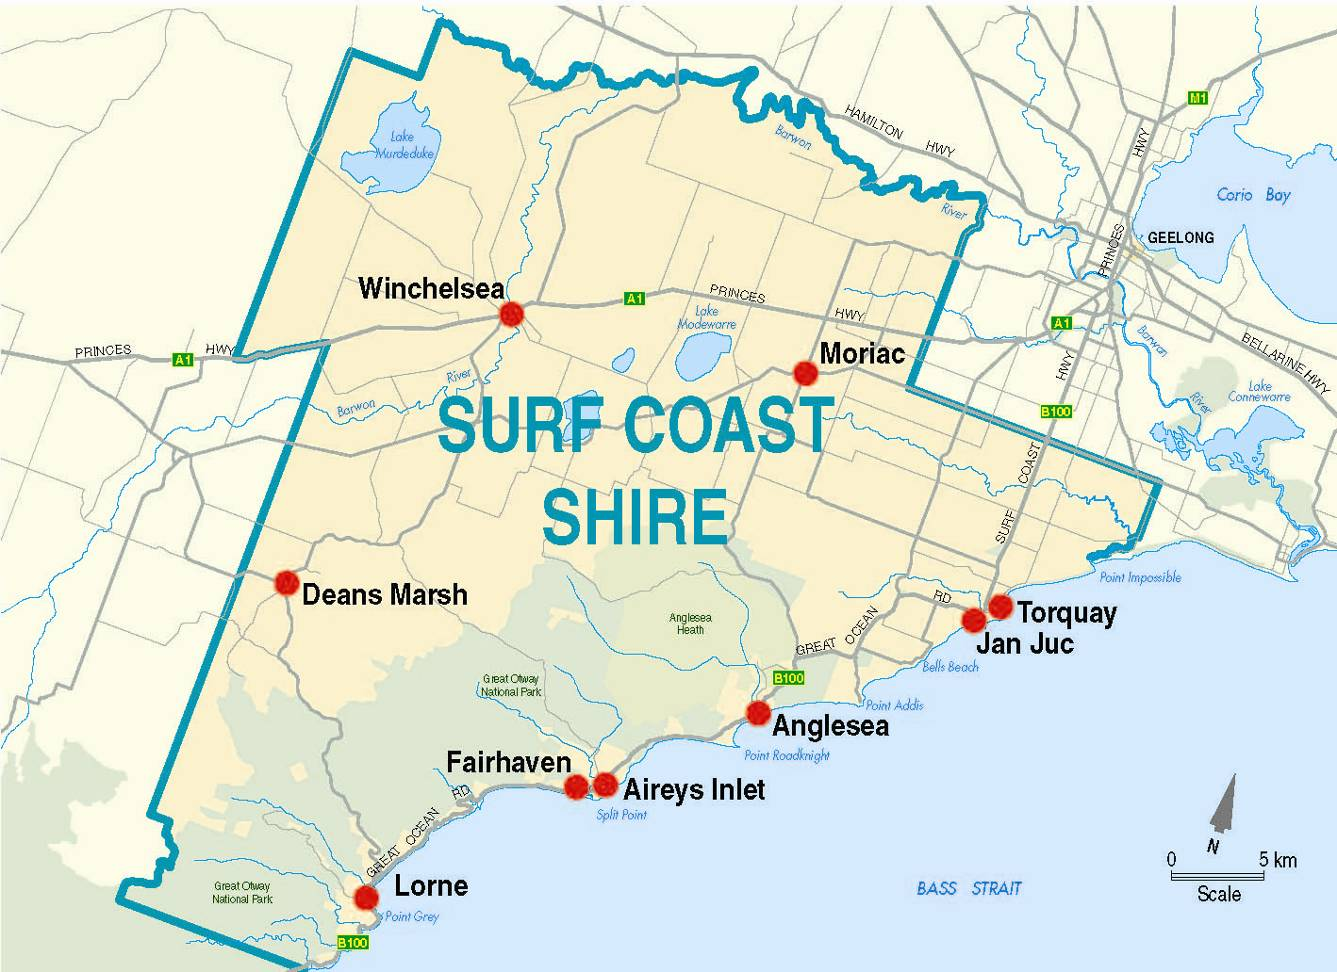 Lake
Murdeduke
HAMILTON HWY
Barwon
River
M1
HWY
PRINCES
Corio Bay
GEELONG
Winchelsea
A1
PRINCES
HWY
Lake
Modewarre
Moriac
A1
HWY
B100
Barwon
River
BELLARINE HWY
Lake
Connewarre
PRINCES
A1
HWY
River
Barwon
SURF COAST
SHIRE
SURF COAST
Point Impossible
Deans Marsh
Anglesea
Heath
RD
GREAT OCEAN
Torquay
Jan Juc
Bells Beach
B100
Great Otway
National Park
Point Addis
Anglesea
Point Roadknight
Fairhaven
Aireys Inlet
Split Point
GREAT OCEAN RD
Great Otway
National Park
Lorne
Point Grey
B100
BASS STRAIT
N
0 5 km
Scale